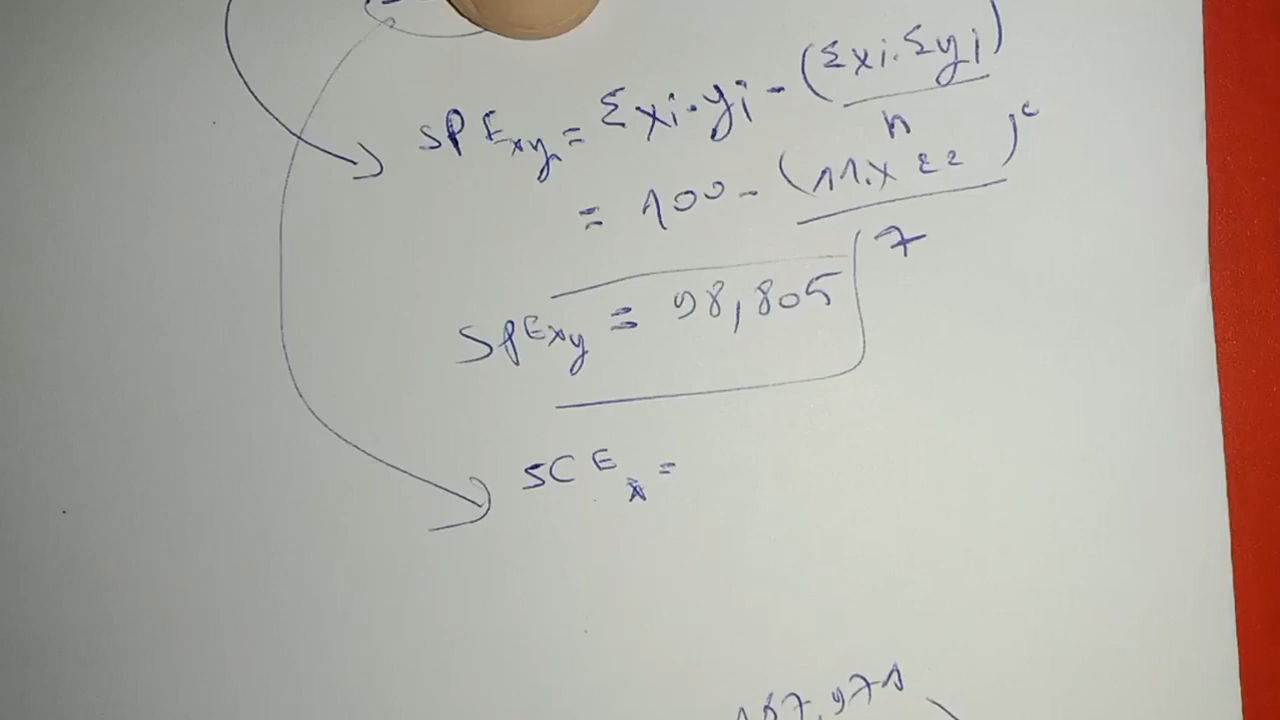 SPExy = Σxi.yi - (Σxi.Σyi)/n
= 100 - (11 x 22)/7
SPExy = 98,805
SCEx =